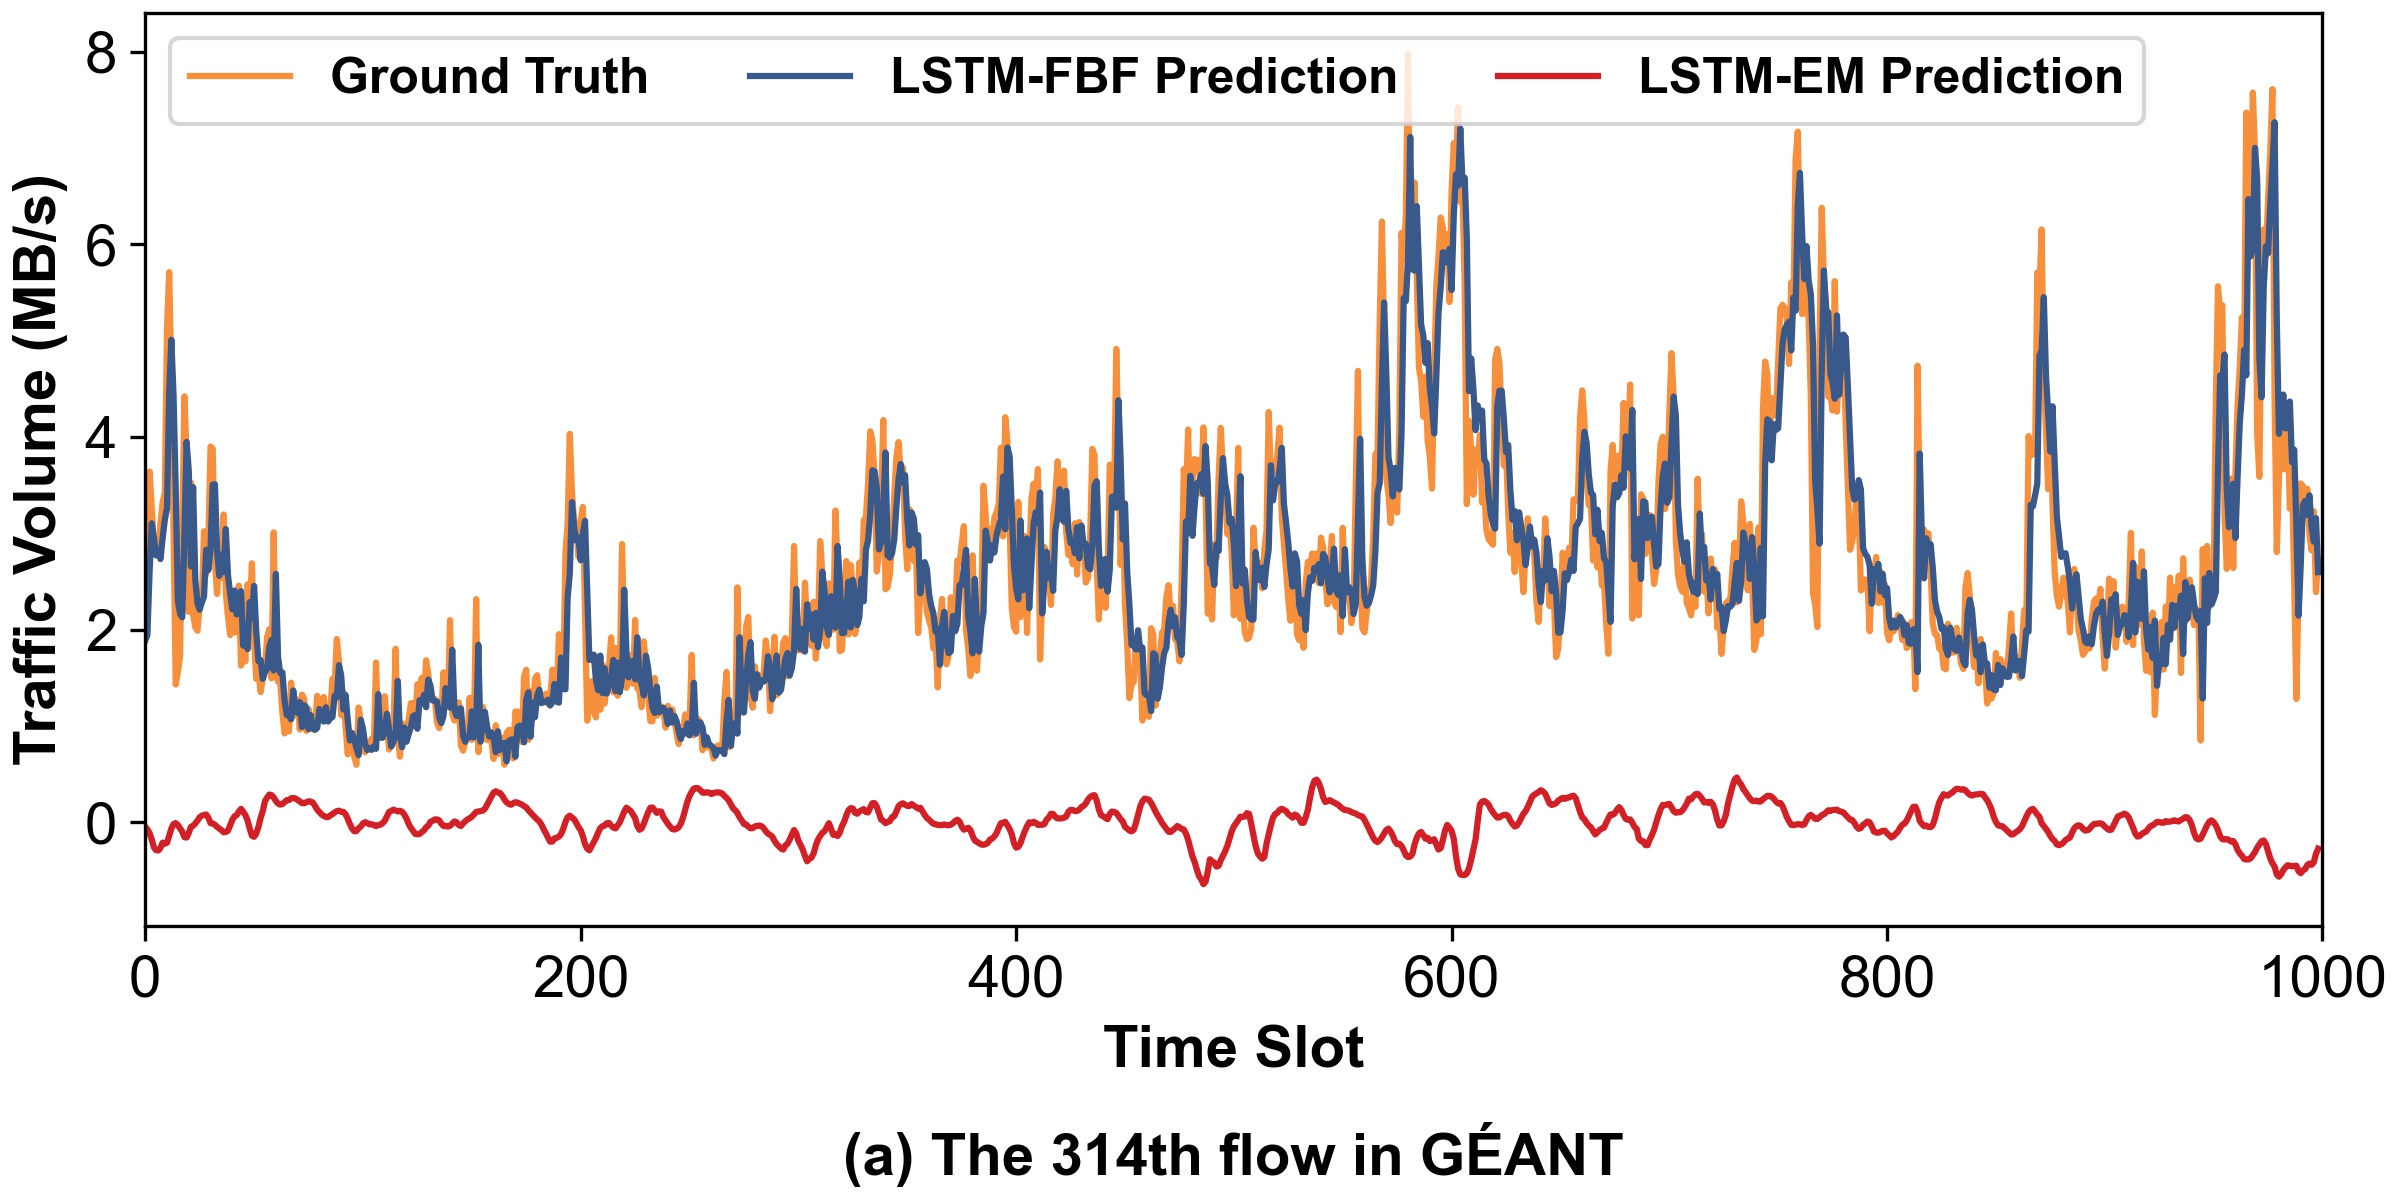 Ground Truth
LSTM-FBF Prediction
LSTM-EM Prediction
Traffic Volume (MB/s)
8
6
4
2
0
0 200 400 600 800 1000
Time Slot
(a) The 314th flow in GÉANT